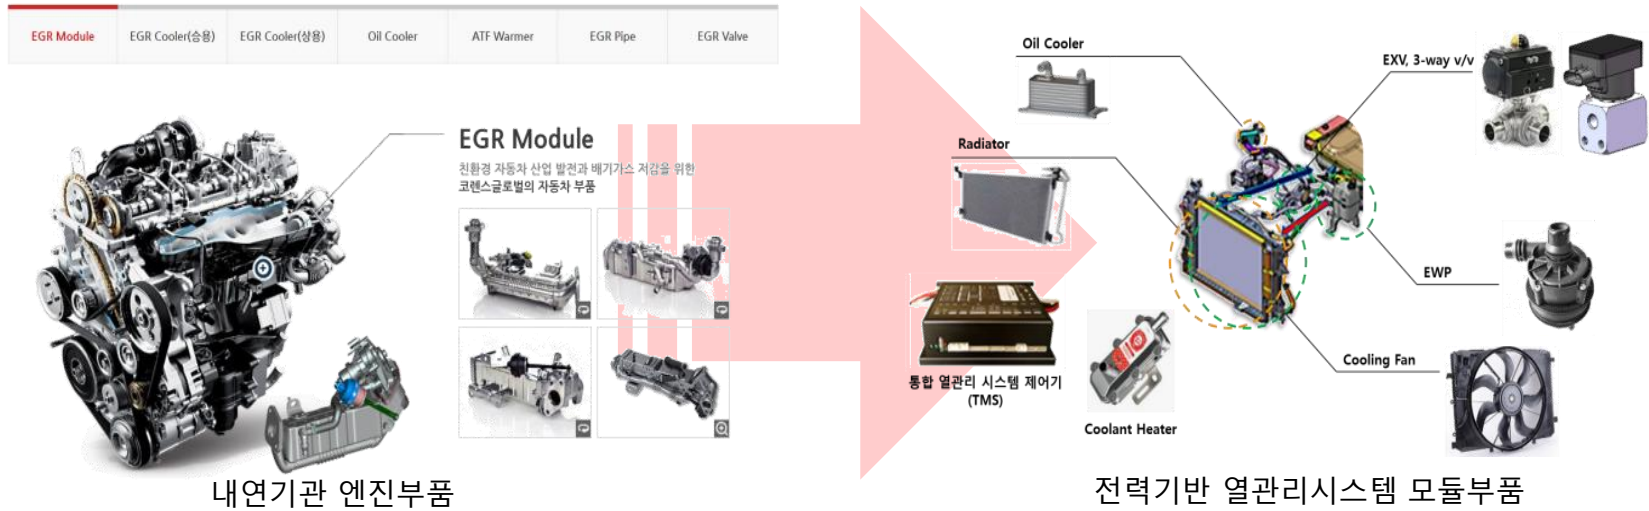 EGR Module
EGR Cooler(승용)
EGR Cooler(상용)
Oil Cooler
ATF Warmer
EGR Pipe
EGR Valve
EGR Module
친환경 자동차 산업 발전과 배기가스 저감을 위한
코렌스글로벌의 자동차 부품
내연기관 엔진부품
Oil Cooler
EXV, 3-way v/v
Radiator
EWP
통합 열관리 시스템 제어기
(TMS)
Coolant Heater
Cooling Fan
전력기반 열관리시스템 모듈부품